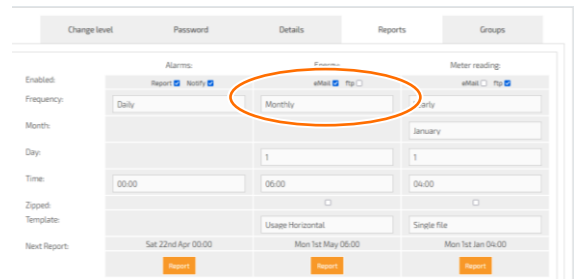 Change level Password Details Reports Groups
Alarms: Energy: Meter reading:
Enabled: Report Notify eMail ftp eMail ftp
Frequency: Daily Monthly Yearly
Month: January
Day: 1 1
Time: 00:00 06:00 04:00
Zipped:
Template: Usage Horizontal Single file
Next Report: Sat 22nd Apr 00:00 Mon 1st May 06:00 Mon 1st Jan 04:00
Report Report Report